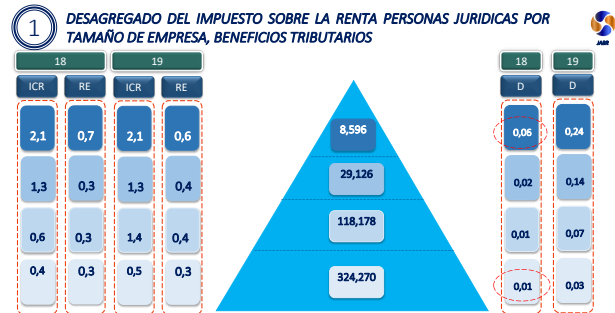 1
DESAGREGADO DEL IMPUESTO SOBRE LA RENTA PERSONAS JURIDICAS POR
TAMAÑO DE EMPRESA, BENEFICIOS TRIBUTARIOS
JABR
18 19 18 19
ICR RE ICR RE D D
2,1 0,7 2,1 0,6 8,596 0,06 0,24
1,3 0,3 1,3 0,4 29,126 0,02 0,14
0,6 0,3 1,4 0,4 118,178 0,01 0,07
0,4 0,3 0,5 0,3 324,270 0,01 0,03